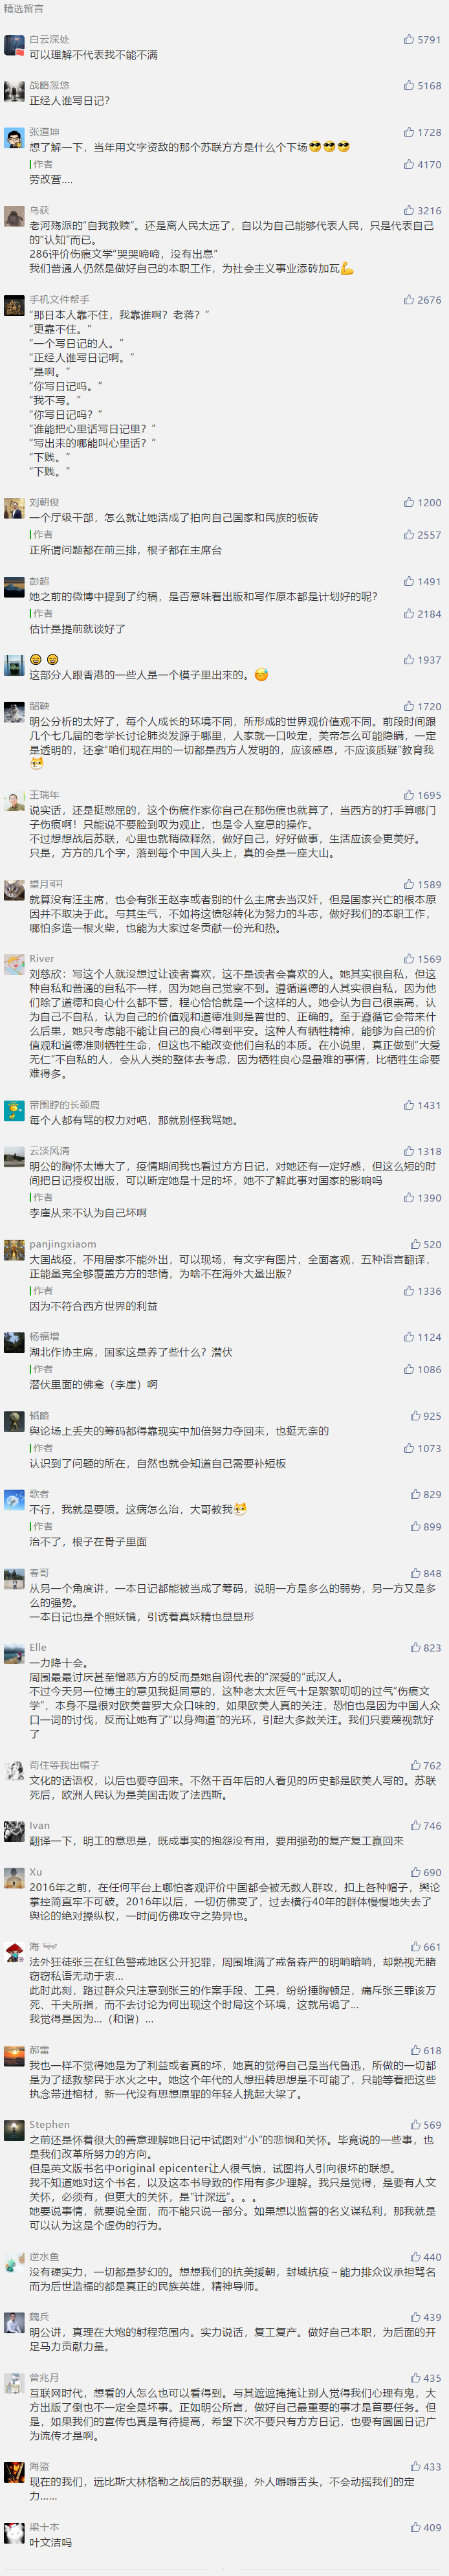 精选留言
白云深处
5791
可以理解不代表我不能不满
战略忽悠
5168
正经人谁写日记？
张道坤
1728
想了解一下，当年用文字资敌的那个苏联方方是什么个下场😎😎😎
作者
4170
劳改营....
乌获
3216
老河殇派的“自我救赎”。还是离人民太远了，自以为自己能够代表人民，只是代表自己
的“认知”而已。
286评价伤痕文学“哭哭啼啼，没有出息”
我们普通人仍然是做好自己的本职工作，为社会主义事业添砖加瓦💪
手机文件帮手
2676
“那日本人靠不住，我靠谁啊？老蒋？”
“更靠不住。”
“一个写日记的人。”
“正经人谁写日记啊。”
“是啊。”
“你写日记吗。”
“我不写。”
“你写日记吗？”
“谁能把心里话写日记里？”
“写出来的哪能叫心里话？”
“下贱。”
“下贱。”
刘朝俊
1200
一个厅级干部，怎么就让她活成了拍向自己国家和民族的板砖
作者
2557
正所谓问题都在前三排，根子都在主席台
彭超
1491
她之前的微博中提到了约稿，是否意味着出版和写作原本都是计划好的呢？
作者
2184
估计是提前就谈好了
😄 😄
1937
这部分人跟香港的一些人是一个模子里出来的。😅
韶鞅
1720
明公分析的太好了，每个人成长的环境不同，所形成的世界观价值观不同。前段时间跟
几个七几届的老学长讨论肺炎发源于哪里，人家就一口咬定，美帝怎么可能隐瞒，一定
是透明的，还拿“咱们现在用的一切都是西方人发明的，应该感恩，不应该质疑”教育我
王瑞年
1695
说实话，还是挺憋屈的，这个伤痕作家你自己在那伤痕也就算了，当西方的打手算哪门
子伤痕啊！只能说不要脸到叹为观止，也是令人窒息的操作。
不过想想战后苏联，心里也就稍微释然，做好自己，好好做事，生活应该会更美好。
只是，方方的几个字，落到每个中国人头上，真的会是一座大山。
望月
1589
就算没有汪主席，也会有张王赵李或者别的什么主席去当汉奸，但是国家兴亡的根本原
因并不取决于此。与其生气，不如将这愤怒转化为努力的斗志，做好我们的本职工作，
哪怕多造一根火柴，也能为大家过冬贡献一份光和热。
River
1569
刘慈欣：写这个人就没想过让读者喜欢，这不是读者会喜欢的人。她其实很自私，但这
种自私和普通的自私不一样，因为她自己觉察不到。遵循道德的人其实很自私，因为他
们除了道德和良心什么都不管，程心恰恰就是一个这样的人。她会认为自己很崇高，认
为自己不自私，认为自己的价值观和道德准则是普世的、正确的。至于遵循它会带来什
么后果，她只考虑能不能让自己的良心得到平安。这种人有牺牲精神，能够为自己的价
值观和道德准则牺牲生命，但这也不能改变他们自私的本质。在小说里，真正做到“大爱
无仁”不自私的人，会从人类的整体去考虑，因为牺牲良心是最难的事情，比牺牲生命要
难得多。
带围脖的长颈鹿
1431
每个人都有骂的权力对吧，那就别怪我骂她。
云淡风清
1318
明公的胸怀太博大了，疫情期间我也看过方方日记，对她还有一定好感，但这么短的时
间把日记授权出版，可以断定她是十足的坏，她不了解此事对国家的影响吗
作者
1390
李崖从来不认为自己坏啊
panjingxiaom
520
大国战疫，不用居家不能外出，可以现场，有文字有图片，全面客观，五种语言翻译，
正能量完全够覆盖方方的悲情，为啥不在海外大量出版？
作者
1336
因为不符合西方世界的利益
杨福增
1124
湖北作协主席，国家这是养了些什么？潜伏
作者
1086
潜伏里面的佛龛（李崖）啊
韬略
925
舆论场上丢失的筹码都得靠现实中加倍努力夺回来，也挺无奈的
作者
1073
认识到了问题的所在，自然也就会知道自己需要补短板
歌者
829
不行，我就是要喷。这病怎么治，大哥教我
作者
899
治不了，根子在骨子里面
春哥
848
从另一个角度讲，一本日记都能被当成了筹码，说明一方是多么的弱势，另一方又是多
么的强势。
一本日记也是个照妖镜，引诱着真妖精也显显形
Elle
823
一力降十会。
周围最最讨厌甚至憎恶方方的反而是她自诩代表的“深爱的”武汉人。
不过今天另一位博主的意见我挺同意的，这种老太太匠气十足絮絮叨叨的过气“伤痕文
学”，本身不是很对欧美普罗大众口味的，如果欧美人真的关注，恐怕也是因为中国人众
口一词的讨伐，反而让她有了“以身殉道”的光环，引起大多数关注。我们只要蔑视就好
了
苟住等我出帽子
762
文化的话语权，以后也要夺回来。不然千百年后的人看见的历史都是欧美人写的。苏联
死后，欧洲人民认为是美国击败了法西斯。
Ivan
746
翻译一下，明工的意思是，既成事实的抱怨没有用，要用强劲的复产复工赢回来
Xu
690
2016年之前，在任何平台上哪怕客观评价中国都会被无数人群攻，扣上各种帽子，舆论
掌控简直牢不可破。2016年以后，一切仿佛变了，过去横行40年的群体慢慢地失去了
舆论的绝对操纵权，一时间仿佛攻守之势异也。
海
661
法外狂徒张三在红色警戒地区公开犯罪，周围堆满了戒备森严的明哨暗哨，却熟视无睹
窃窃私语无动于衷...
此时此刻，路过群众只注意到张三的作案手段、工具，纷纷捶胸顿足，痛斥张三罪该万
死、千夫所指，而不去讨论为何出现这个时局这个环境，这就吊诡了...
我觉得是因为...（和谐）...
郝雷
618
我也一样不觉得她是为了利益或者真的坏，她真的觉得自己是当代鲁迅，所做的一切都
是为了拯救黎民于水火之中。她这个年代的人想扭转思想是不可能了，只能等着把这些
执念带进棺材，新一代没有思想原罪的年轻人挑起大梁了。
Stephen
569
之前还是怀着很大的善意理解她日记中试图对“小”的悲悯和关怀。毕竟说的一些事，也
是我们改革所努力的方向。
但是英文版书名中original epicenter让人很气愤，试图将人引向很坏的联想。
我不知道她对这个书名，以及这本书导致的作用有多少理解。我只是觉得，是要有人文
关怀，必须有，但更大的关怀，是“计深远”。。。
她要说事情，就要说全面，而不能只说一部分。如果想以监督的名义谋私利，那我就是
可以认为这是个虚伪的行为。
逆水鱼
440
没有硬实力，一切都是梦幻的。想想我们的抗美援朝，封城抗疫～能力排众议承担骂名
而为后世造福的都是真正的民族英雄，精神导师。
魏兵
439
明公讲，真理在大炮的射程范围内。实力说话，复工复产。做好自己本职，为后面的开
足马力贡献力量。
曾兆月
435
互联网时代，想看的人怎么也可以看得到。与其遮遮掩掩让别人觉得我们心理有鬼，大
方出版了倒也不一定全是坏事。正如明公所言，做好自己最重要的事才是首要任务。但
是，如果我们的宣传也真是有待提高，希望下次不要只有方方日记，也要有圆圆日记广
为流传才是啊。
海盗
433
现在的我们，远比斯大林格勒之战后的苏联强，外人嚼嚼舌头，不会动摇我们的定
力......
梁十本
409
叶文洁吗